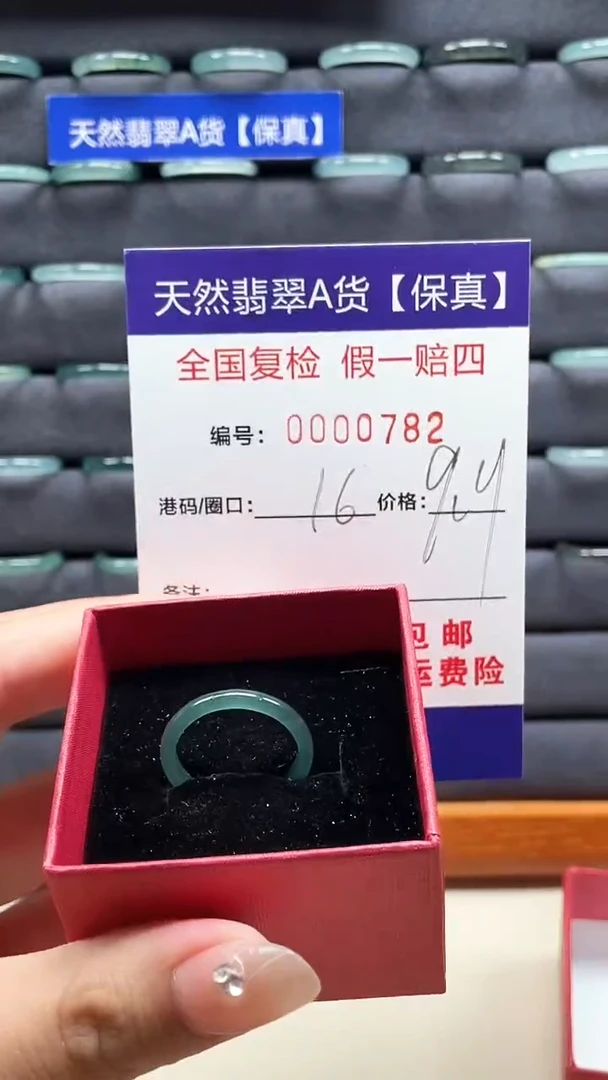 天然翡翠A货【保真】
天然翡翠A货【保真】
全国复检 假一赔四
编号: 0000782
港码/圈口: 16 价格:
备注:
包邮
运费险